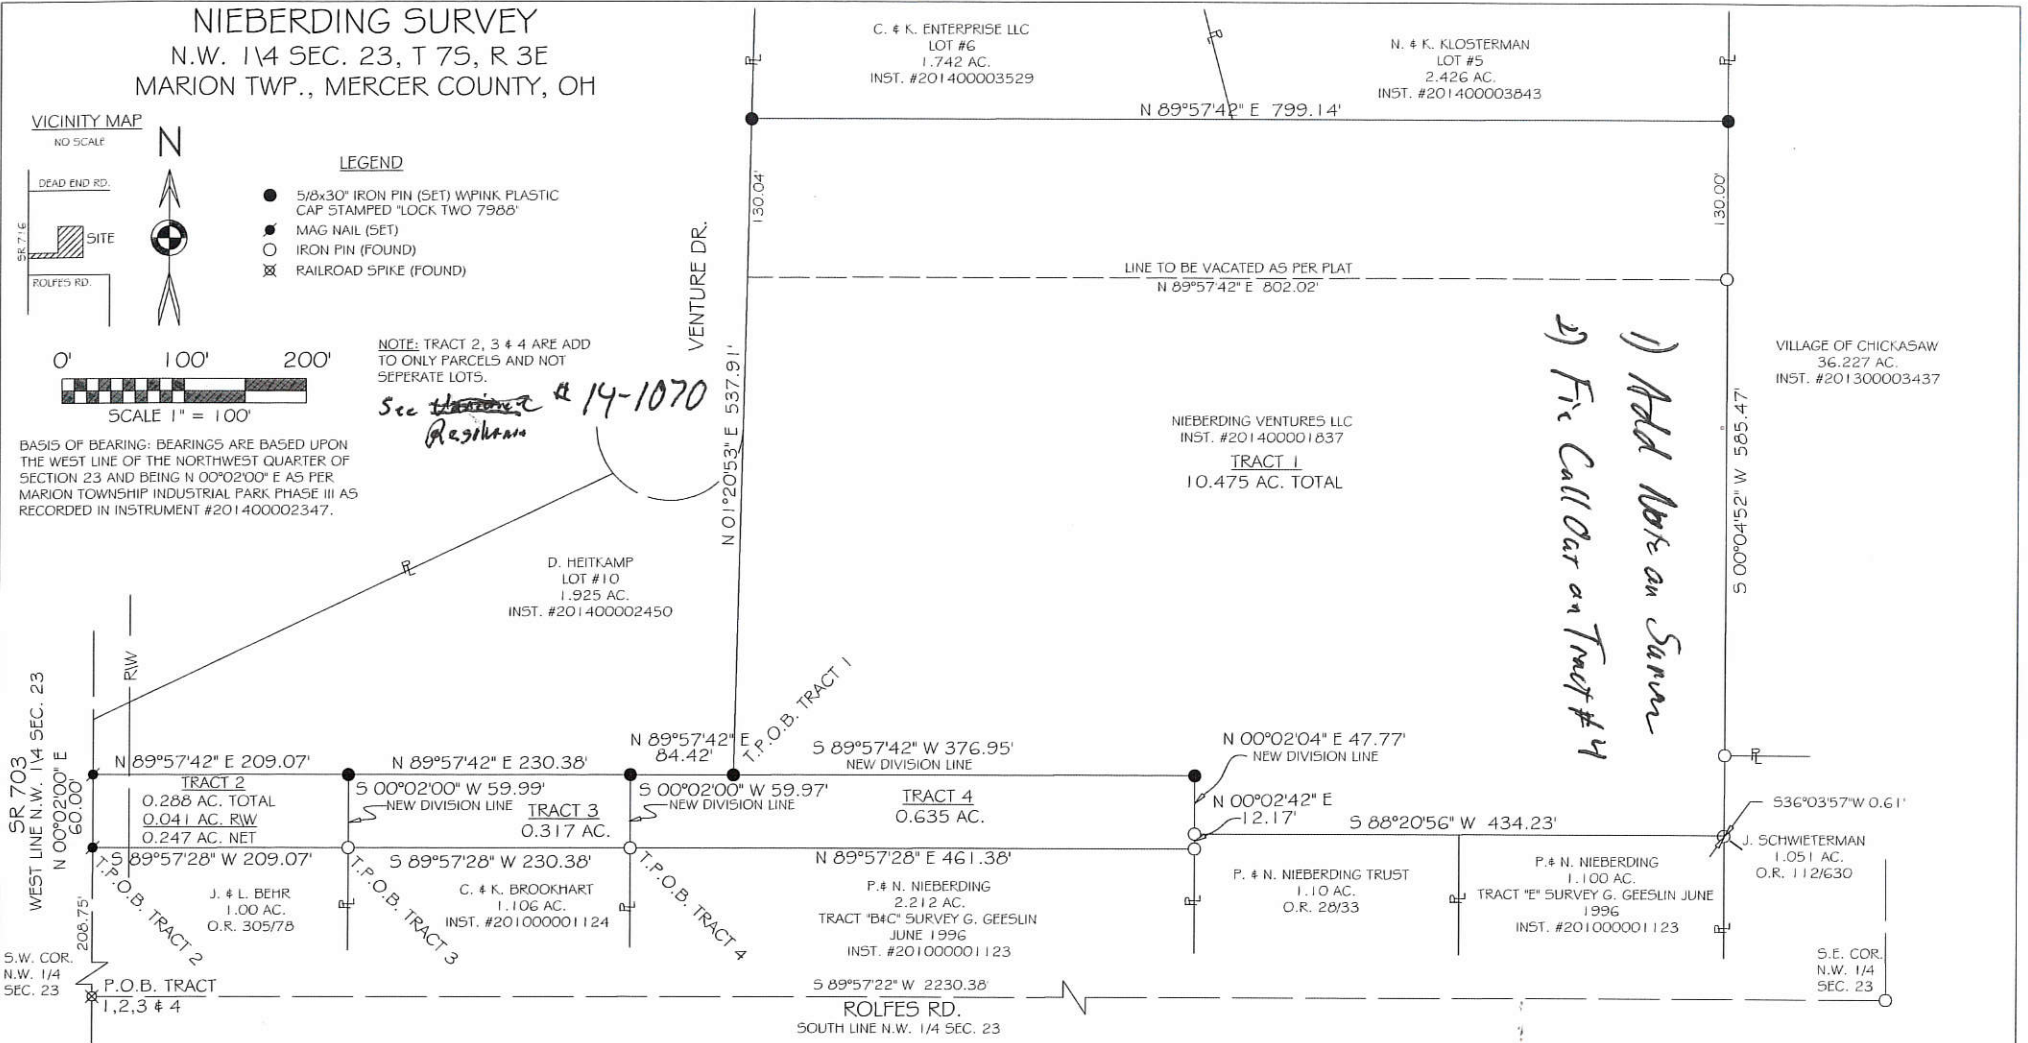 NIEBERDING SURVEY
N.W. 1\4 SEC. 23, T 7S, R 3E
MARION TWP., MERCER COUNTY, OH
VICINITY MAP
NO SCALE
DEAD END RD.
SR 716
SITE
ROLFES RD.
N
LEGEND
5/8x30" IRON PIN (SET) W\PINK PLASTIC
CAP STAMPED "LOCK TWO 7988"
MAG NAIL (SET)
IRON PIN (FOUND)
RAILROAD SPIKE (FOUND)
0' 100' 200'
SCALE 1" = 100'
NOTE: TRACT 2, 3 & 4 ARE ADD
TO ONLY PARCELS AND NOT
SEPERATE LOTS.
See # 14-1070
BASIS OF BEARING: BEARINGS ARE BASED UPON
THE WEST LINE OF THE NORTHWEST QUARTER OF
SECTION 23 AND BEING N 00°02'00" E AS PER
MARION TOWNSHIP INDUSTRIAL PARK PHASE III AS
RECORDED IN INSTRUMENT #201400002347.
C. & K. ENTERPRISE LLC
LOT #6
1.742 AC.
INST. #201400003529
N. & K. KLOSTERMAN
LOT #5
2.426 AC.
INST. #201400003843
PL
PL
PL
N 89°57'42" E 799.14'
130.04'
130.00'
VENTURE DR.
LINE TO BE VACATED AS PER PLAT
N 89°57'42" E 802.02'
N 01°20'53" E 537.91'
NIEBERDING VENTURES LLC
INST. #201400001837
TRACT 1
10.475 AC. TOTAL
1) Add Note on Survey
2) Fix Call Out on Tract #4
S 00°04'52" W 585.47'
VILLAGE OF CHICKASAW
36.227 AC.
INST. #201300003437
PL
D. HEITKAMP
LOT #10
1.925 AC.
INST. #201400002450
R\W
SR 703
WEST LINE N.W. 1\4 SEC. 23
N 00°02'00" E
60.00'
N 89°57'42" E 209.07'
TRACT 2
0.288 AC. TOTAL
0.041 AC. R\W
0.247 AC. NET
S 89°57'28" W 209.07'
N 89°57'42" E 230.38'
S 00°02'00" W 59.99'
NEW DIVISION LINE
TRACT 3
0.317 AC.
S 89°57'28" W 230.38'
N 89°57'42" E
84.42'
T.P.O.B. TRACT 1
S 00°02'00" W 59.97'
NEW DIVISION LINE
S 89°57'42" W 376.95'
NEW DIVISION LINE
TRACT 4
0.635 AC.
N 89°57'28" E 461.38'
N 00°02'04" E 47.77'
NEW DIVISION LINE
N 00°02'42" E
12.17'
S 88°20'56" W 434.23'
PL
S36°03'57"W 0.61'
J. SCHWIETERMAN
1.051 AC.
O.R. 112/630
T.P.O.B. TRACT 2
J. & L. BEHR
1.00 AC.
O.R. 305/78
PL
T.P.O.B. TRACT 3
C. & K. BROOKHART
1.106 AC.
INST. #201000001124
PL
T.P.O.B. TRACT 4
P.& N. NIEBERDING
2.212 AC.
TRACT "B&C" SURVEY G. GEESLIN
JUNE 1996
INST. #201000001123
PL
P. & N. NIEBERDING TRUST
1.10 AC.
O.R. 28/33
PL
P.& N. NIEBERDING
1.100 AC.
TRACT "E" SURVEY G. GEESLIN JUNE
1996
INST. #201000001123
PL
208.75'
S.W. COR.
N.W. 1/4
SEC. 23
P.O.B. TRACT
1,2,3 & 4
S 89°57'22" W 2230.38'
ROLFES RD.
SOUTH LINE N.W. 1/4 SEC. 23
S.E. COR.
N.W. 1/4
SEC. 23